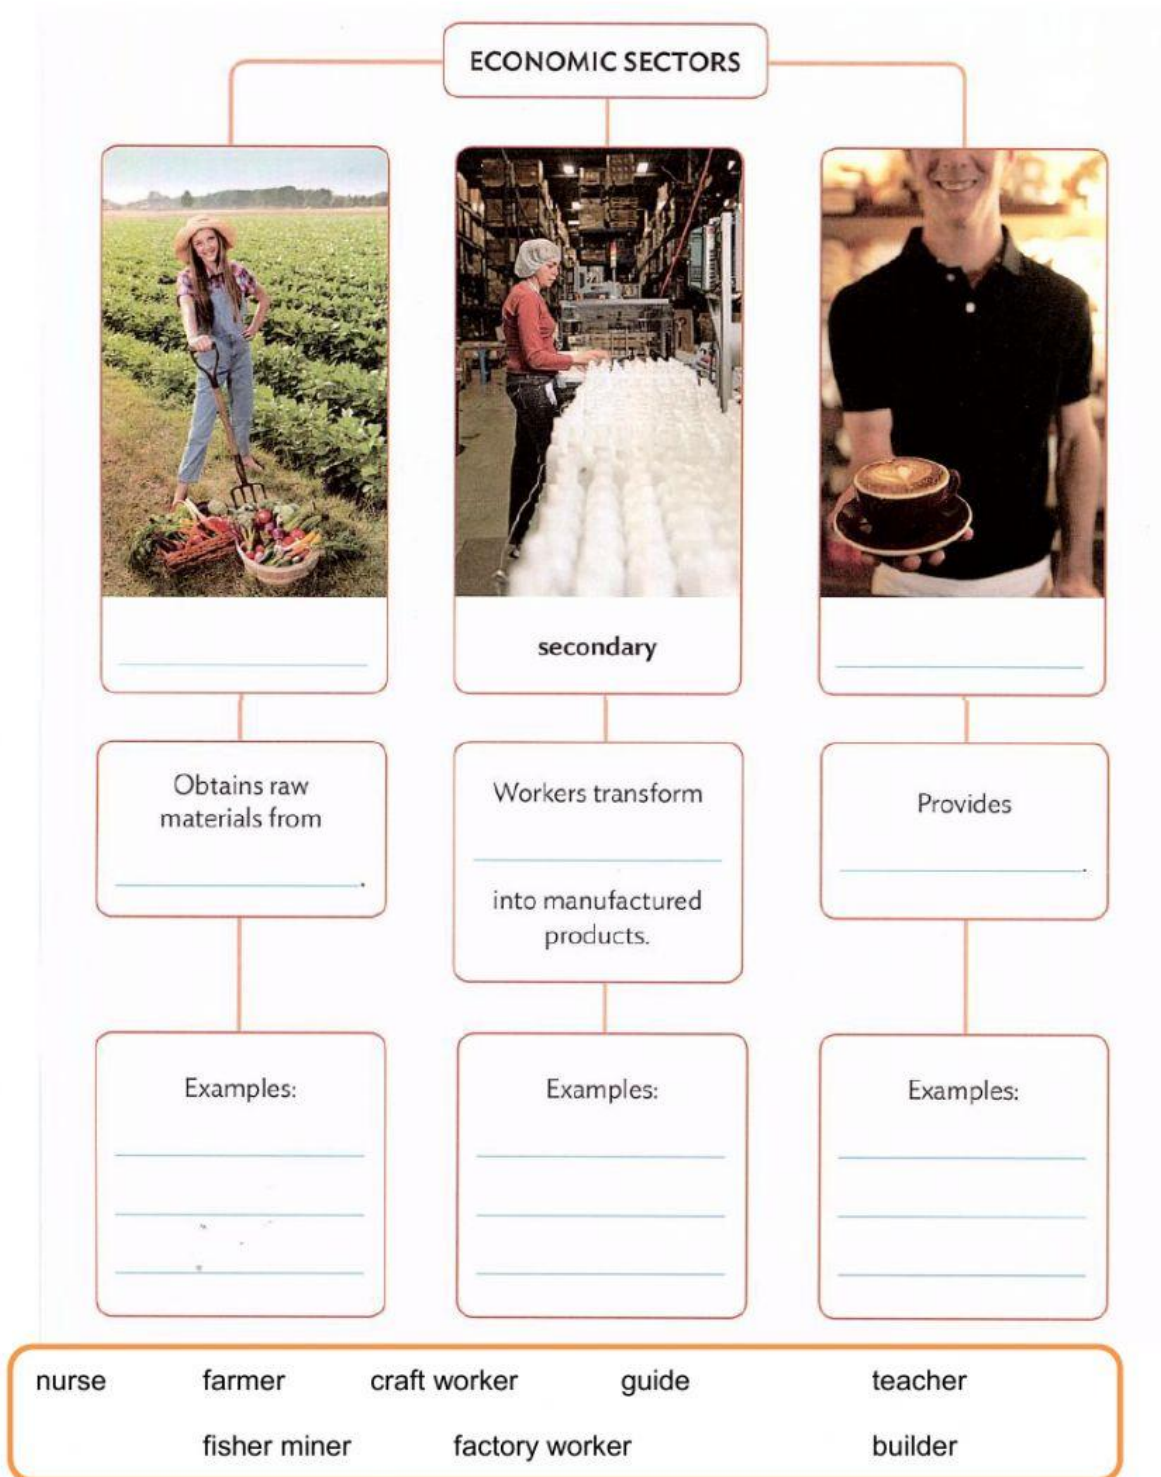 ECONOMIC SECTORS
secondary
Obtains raw
materials from
.
Workers transform
into manufactured
products.
Provides
.
Examples:
Examples:
Examples:
nurse farmer craft worker guide teacher
fisher miner factory worker builder